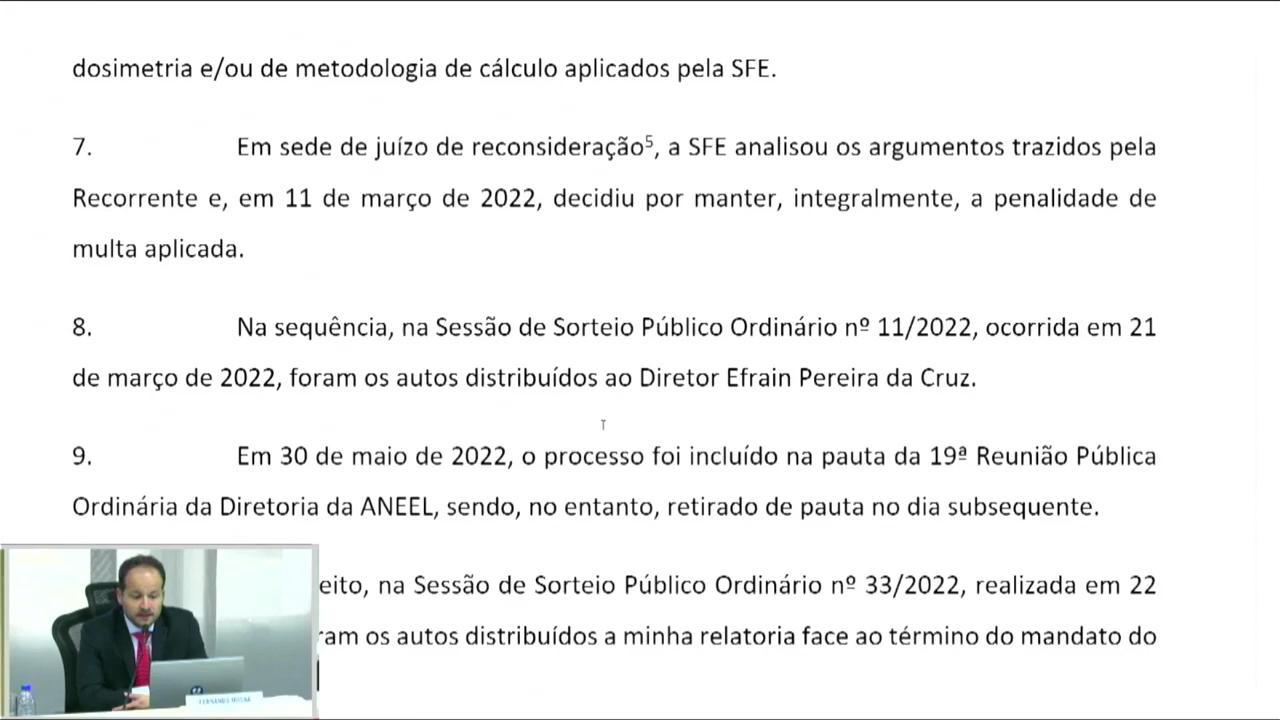 dosimetria e/ou de metodologia de cálculo aplicados pela SFE.
7. Em sede de juízo de reconsideração⁵, a SFE analisou os argumentos trazidos pela
Recorrente e, em 11 de março de 2022, decidiu por manter, integralmente, a penalidade de
multa aplicada.
8. Na sequência, na Sessão de Sorteio Público Ordinário nº 11/2022, ocorrida em 21
de março de 2022, foram os autos distribuídos ao Diretor Efrain Pereira da Cruz.
9. Em 30 de maio de 2022, o processo foi incluído na pauta da 19ª Reunião Pública
Ordinária da Diretoria da ANEEL, sendo, no entanto, retirado de pauta no dia subsequente.
eito, na Sessão de Sorteio Público Ordinário nº 33/2022, realizada em 22
ram os autos distribuídos a minha relatoria face ao término do mandato do